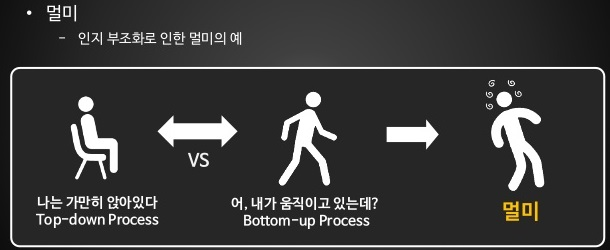 • 멀미
– 인지 부조화로 인한 멀미의 예
VS
나는 가만히 앉아있다
Top-down Process
어, 내가 움직이고 있는데?
Bottom-up Process
멀미